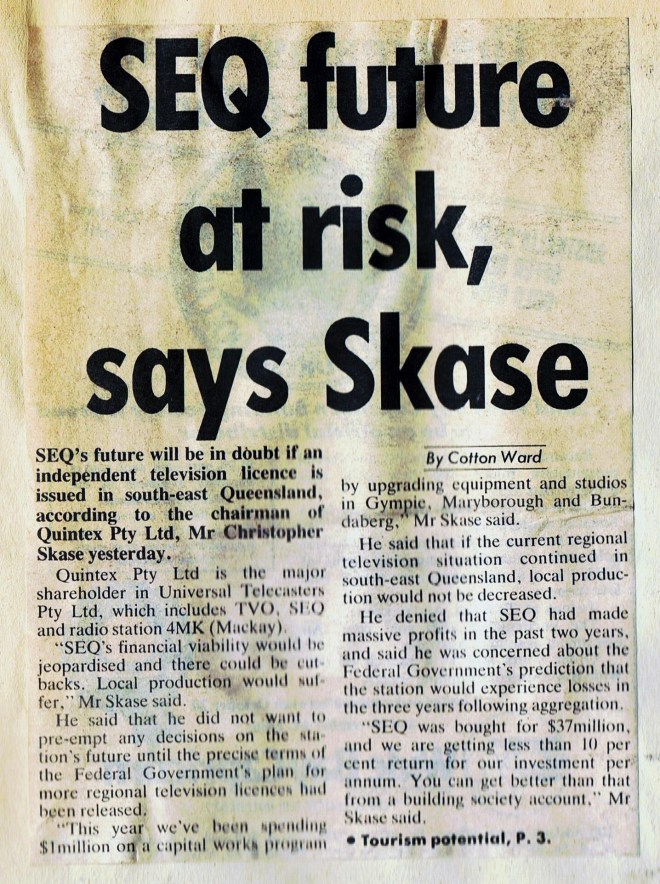 SEQ future
at risk,
says Skase
SEQ's future will be in doubt if an
independent television licence is
issued in south-east Queensland,
according to the chairman of
Quintex Pty Ltd, Mr Christopher
Skase yesterday.
Quintex Pty Ltd is the major
shareholder in Universal Telecasters
Pty Ltd, which includes TVO, SEQ
and radio station 4MK (Mackay).
"SEQ's financial viability would be
jeopardised and there could be cut-
backs. Local production would suf-
fer," Mr Skase said.
He said that he did not want to
pre-empt any decisions on the sta-
tion's future until the precise terms of
the Federal Government's plan for
more regional television licences had
been released.
"This year we've been spending
$1million on a capital works program
By Cotton Ward
by upgrading equipment and studios
in Gympie, Maryborough and Bun-
daberg," Mr Skase said.
He said that if the current regional
television situation continued in
south-east Queensland, local produc-
tion would not be decreased.
He denied that SEQ had made
massive profits in the past two years,
and said he was concerned about the
Federal Government's prediction that
the station would experience losses in
the three years following aggregation.
"SEQ was bought for $37million,
and we are getting less than 10 per
cent return for our investment per
annum. You can get better than that
from a building society account," Mr
Skase said.
• Tourism potential, P. 3.